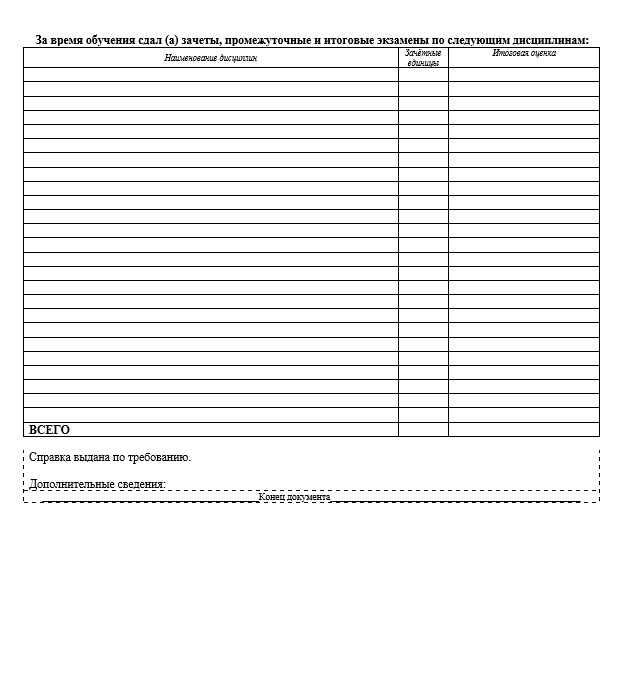 За время обучения сдал (а) зачеты, промежуточные и итоговые экзамены по следующим дисциплинам:
Наименование дисциплин
Зачётные
единицы
Итоговая оценка
ВСЕГО
Справка выдана по требованию.
Дополнительные сведения:
Конец документа